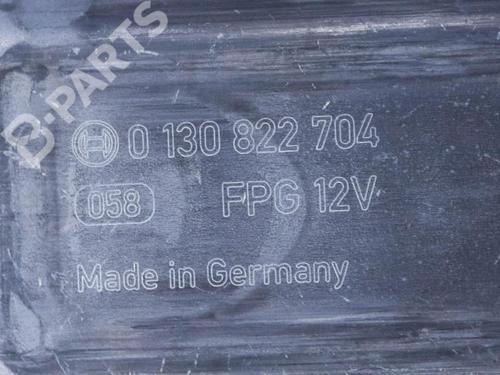 B-PARTS
0 130 822 704
058 FPG 12V
Made in Germany